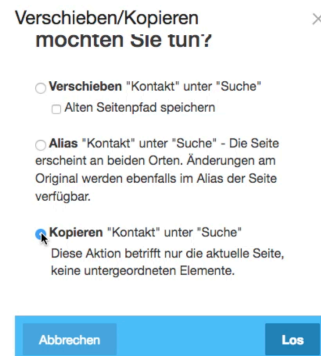 Verschieben/Kopieren
möchten Sie tun?
Verschieben "Kontakt" unter "Suche"
Alten Seitenpfad speichern
Alias "Kontakt" unter "Suche" - Die Seite
erscheint an beiden Orten. Änderungen am
Original werden ebenfalls im Alias der Seite
verfügbar.
Kopieren "Kontakt" unter "Suche"
Diese Aktion betrifft nur die aktuelle Seite,
keine untergeordneten Elemente.
Abbrechen Los